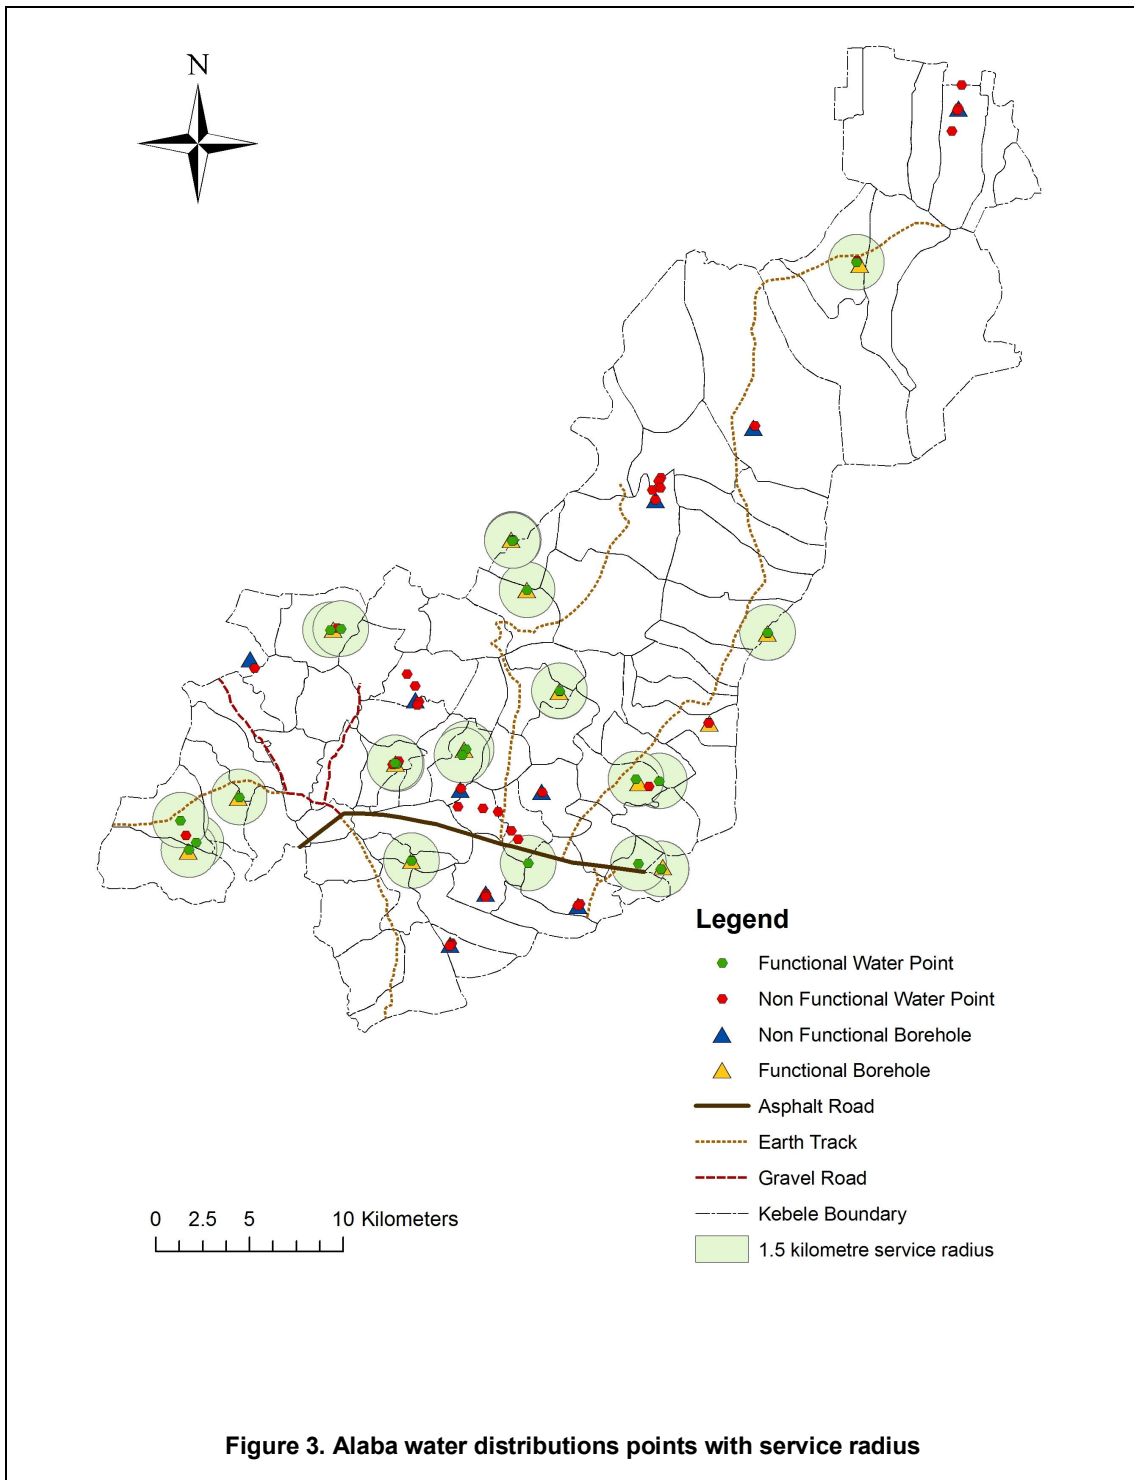 N
Legend
Functional Water Point
Non Functional Water Point
Non Functional Borehole
Functional Borehole
Asphalt Road
Earth Track
Gravel Road
Kebele Boundary
1.5 kilometre service radius
0 2.5 5 10 Kilometers
Figure 3. Alaba water distributions points with service radius